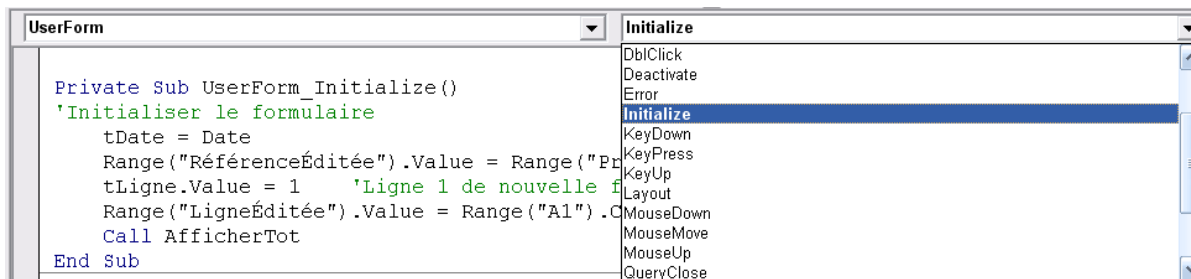 UserForm
Initialize
Private Sub UserForm_Initialize()
'Initialiser le formulaire
tDate = Date
Range("RéférenceÉditée").Value = Range("Pr
tLigne.Value = 1 'Ligne 1 de nouvelle f
Range("LigneÉditée").Value = Range("A1").C
Call AfficherTot
End Sub
DblClick
Deactivate
Error
Initialize
KeyDown
KeyPress
KeyUp
Layout
MouseDown
MouseMove
MouseUp
QueryClose